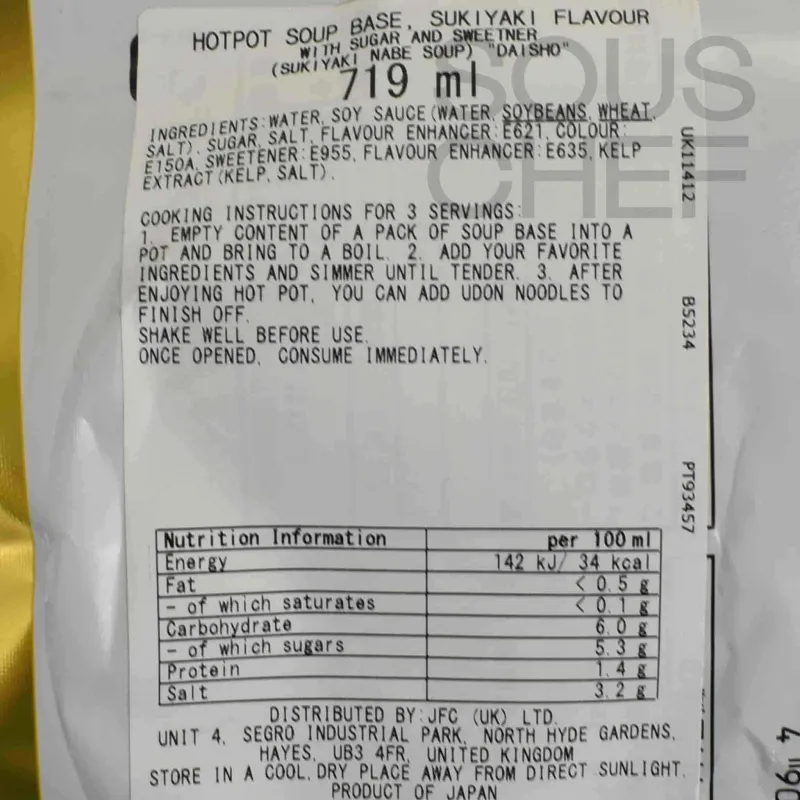 HOTPOT SOUP BASE, SUKIYAKI FLAVOUR
WITH SUGAR AND SWEETNER
(SUKIYAKI NABE SOUP) "DAISHO"
719 ml
SOUS
CHEF
INGREDIENTS:WATER, SOY SAUCE(WATER, SOYBEANS, WHEAT,
SALT), SUGAR, SALT, FLAVOUR ENHANCER:E621, COLOUR:
E150A, SWEETENER:E955, FLAVOUR ENHANCER:E635, KELP
EXTRACT(KELP, SALT).
COOKING INSTRUCTIONS FOR 3 SERVINGS:
1. EMPTY CONTENT OF A PACK OF SOUP BASE INTO A
POT AND BRING TO A BOIL. 2. ADD YOUR FAVORITE
INGREDIENTS AND SIMMER UNTIL TENDER. 3. AFTER
ENJOYING HOT POT, YOU CAN ADD UDON NOODLES TO
FINISH OFF.
SHAKE WELL BEFORE USE.
ONCE OPENED, CONSUME IMMEDIATELY.
UK11412
B5234
PT93457
Nutrition Information per 100 ml
Energy 142 kJ/ 34 kcal
Fat < 0.5 g
- of which saturates < 0.1 g
Carbohydrate 6.0 g
- of which sugars 5.3 g
Protein 1.4 g
Salt 3.2 g
DISTRIBUTED BY:JFC (UK) LTD.
UNIT 4, SEGRO INDUSTRIAL PARK, NORTH HYDE GARDENS,
HAYES, UB3 4FR, UNITED KINGDOM
STORE IN A COOL, DRY PLACE AWAY FROM DIRECT SUNLIGHT.
PRODUCT OF JAPAN